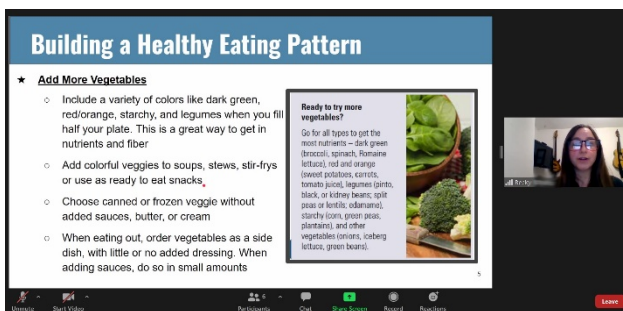 Building a Healthy Eating Pattern
★ Add More Vegetables
○ Include a variety of colors like dark green,
red/orange, starchy, and legumes when you fill
half your plate. This is a great way to get in
nutrients and fiber
○ Add colorful veggies to soups, stews, stir-frys
or use as ready to eat snacks.
○ Choose canned or frozen veggie without
added sauces, butter, or cream
○ When eating out, order vegetables as a side
dish, with little or no added dressing. When
adding sauces, do so in small amounts
Ready to try more
vegetables?
Go for all types to get the
most nutrients – dark green
(broccoli, spinach, Romaine
lettuce), red and orange
(sweet potatoes, carrots,
tomato juice), legumes (pinto,
black, or kidney beans; split
peas or lentils; edamame),
starchy (corn, green peas,
plantains), and other
vegetables (onions, iceberg
lettuce, green beans).
5
Becky
Unmute
Start Video
Participants
6
Chat
Share Screen
Record
Reactions
Leave